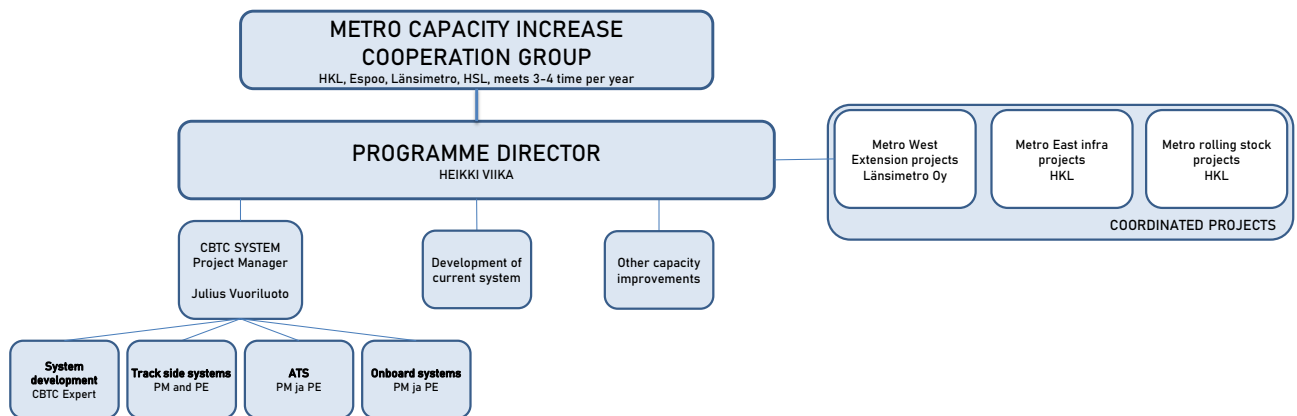 METRO CAPACITY INCREASE
COOPERATION GROUP
HKL, Espoo, Länsimetro, HSL, meets 3-4 time per year
PROGRAMME DIRECTOR
HEIKKI VIIKA
Metro West
Extension projects
Länsimetro Oy
Metro East infra
projects
HKL
Metro rolling stock
projects
HKL
COORDINATED PROJECTS
CBTC SYSTEM
Project Manager
Julius Vuoriluoto
Development of
current system
Other capacity
improvements
System
development
CBTC Expert
Track side systems
PM and PE
ATS
PM ja PE
Onboard systems
PM ja PE